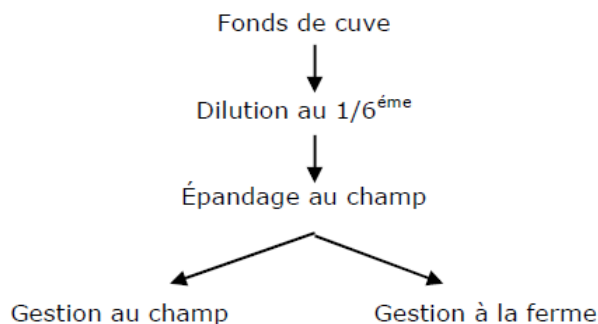 Fonds de cuve
Dilution au 1/6éme
Épandage au champ
Gestion au champ
Gestion à la ferme